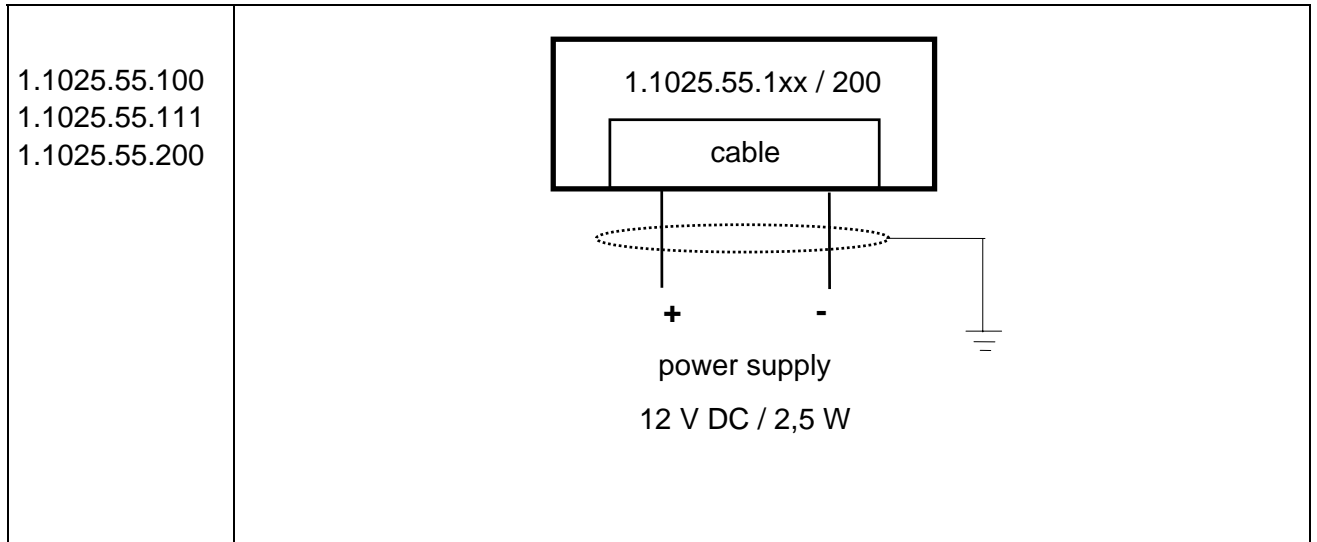 1.1025.55.100
1.1025.55.111
1.1025.55.200
1.1025.55.1xx / 200
cable
+ -
power supply
12 V DC / 2,5 W